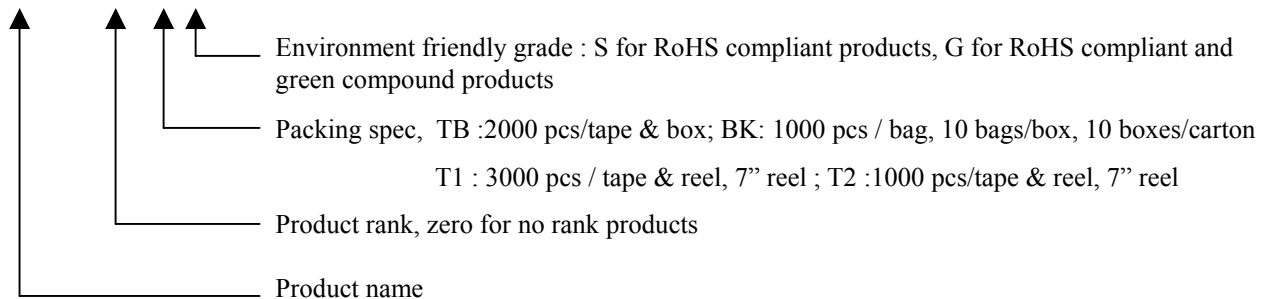 Environment friendly grade : S for RoHS compliant products, G for RoHS compliant and
green compound products
Packing spec, TB :2000 pcs/tape & box; BK: 1000 pcs / bag, 10 bags/box, 10 boxes/carton
T1 : 3000 pcs / tape & reel, 7” reel ; T2 :1000 pcs/tape & reel, 7” reel
Product rank, zero for no rank products
Product name